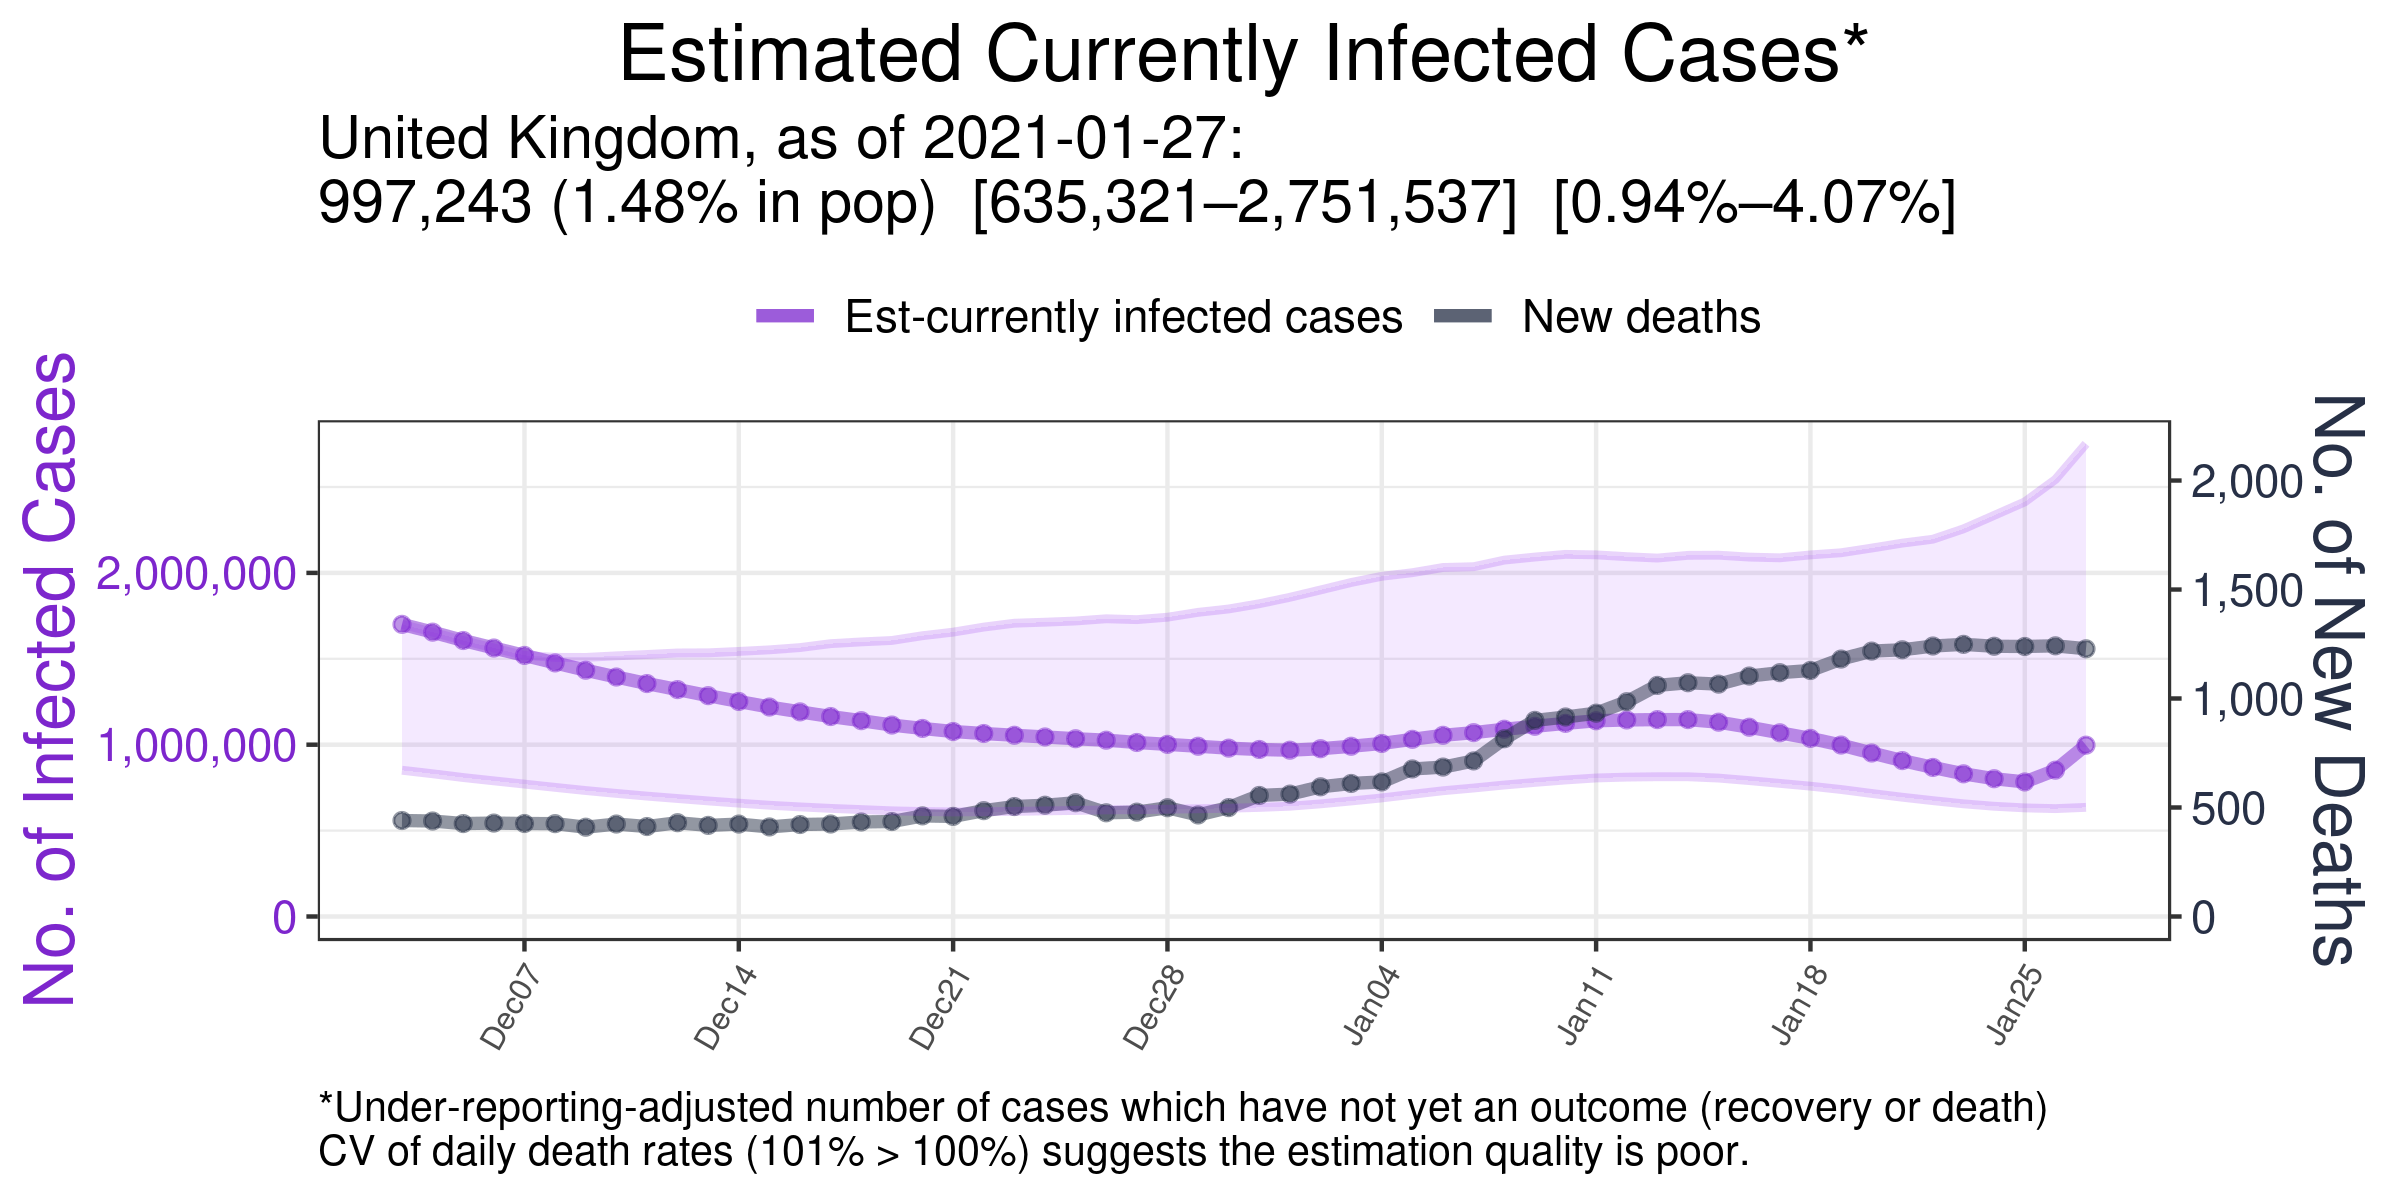 Estimated Currently Infected Cases*
United Kingdom, as of 2021-01-27:
997,243 (1.48% in pop)  [635,321–2,751,537]  [0.94%–4.07%]
Est-currently infected cases
New deaths
No. of Infected Cases
2,000,000
1,000,000
0
No. of New Deaths
2,000
1,500
1,000
500
0
Dec07
Dec14
Dec21
Dec28
Jan04
Jan11
Jan18
Jan25
*Under-reporting-adjusted number of cases which have not yet an outcome (recovery or death)
CV of daily death rates (101% > 100%) suggests the estimation quality is poor.